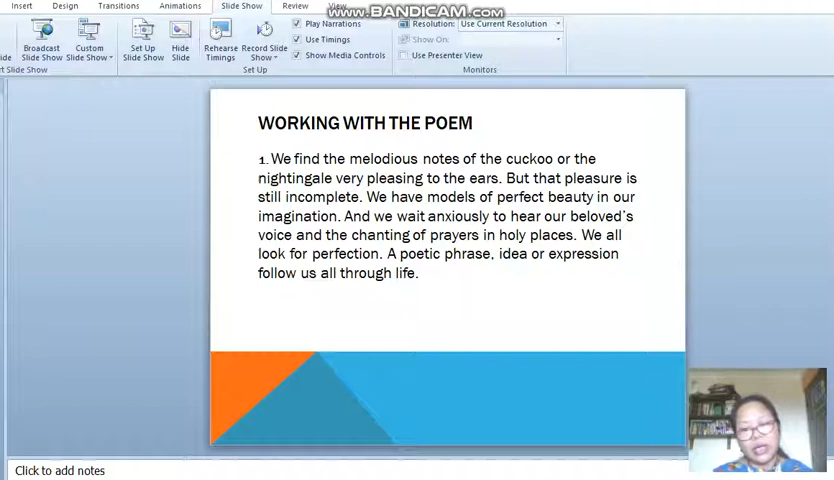 Insert Design Transitions Animations Slide Show Review View
www.BANDICAM.com
Broadcast Slide Show
Custom Slide Show
Set Up Slide Show
Hide Slide
Rehearse Timings
Record Slide Show
Play Narrations
Use Timings
Show Media Controls
Resolution: Use Current Resolution
Show On:
Use Presenter View
Set Up
Monitors
WORKING WITH THE POEM
1. We find the melodious notes of the cuckoo or the
nightingale very pleasing to the ears. But that pleasure is
still incomplete. We have models of perfect beauty in our
imagination. And we wait anxiously to hear our beloved's
voice and the chanting of prayers in holy places. We all
look for perfection. A poetic phrase, idea or expression
follow us all through life.
Click to add notes